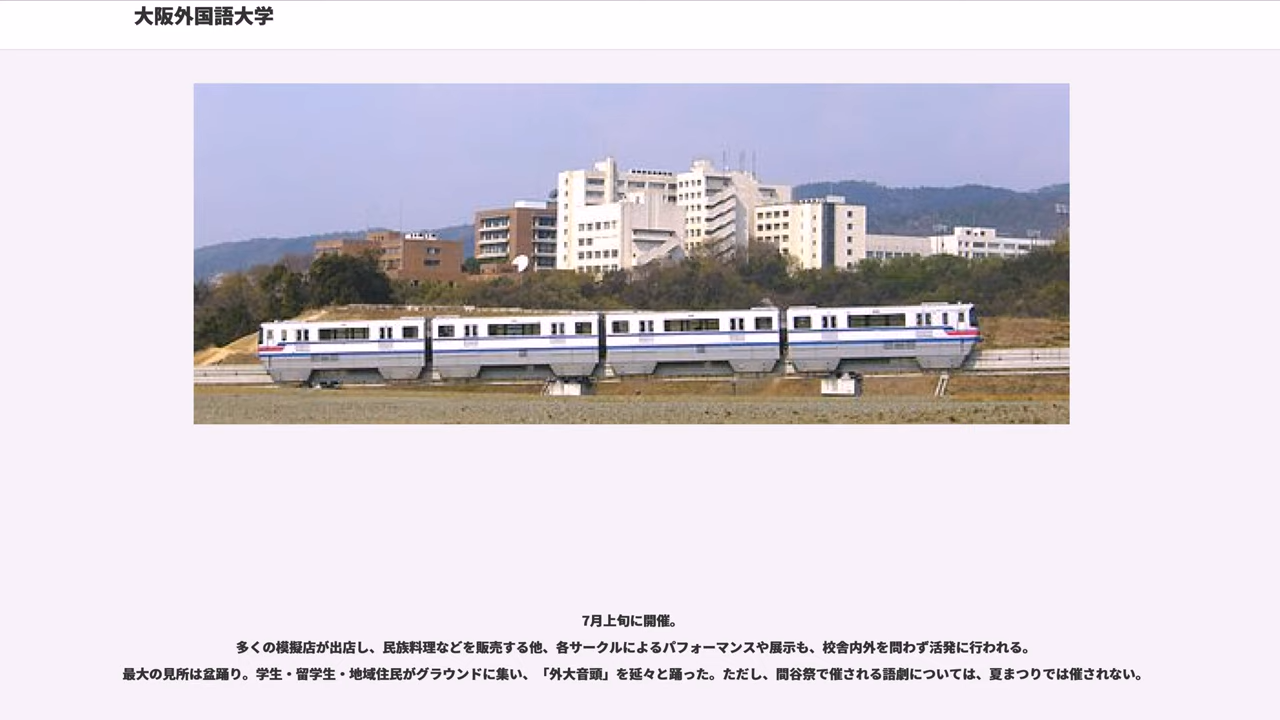 大阪外国語大学
7月上旬に開催。
多くの模擬店が出店し、民族料理などを販売する他、各サークルによるパフォーマンスや展示も、校舎内外を問わず活発に行われる。
最大の見所は盆踊り。学生・留学生・地域住民がグラウンドに集い、「外大音頭」を延々と踊った。ただし、間谷祭で催される語劇については、夏まつりでは催されない。